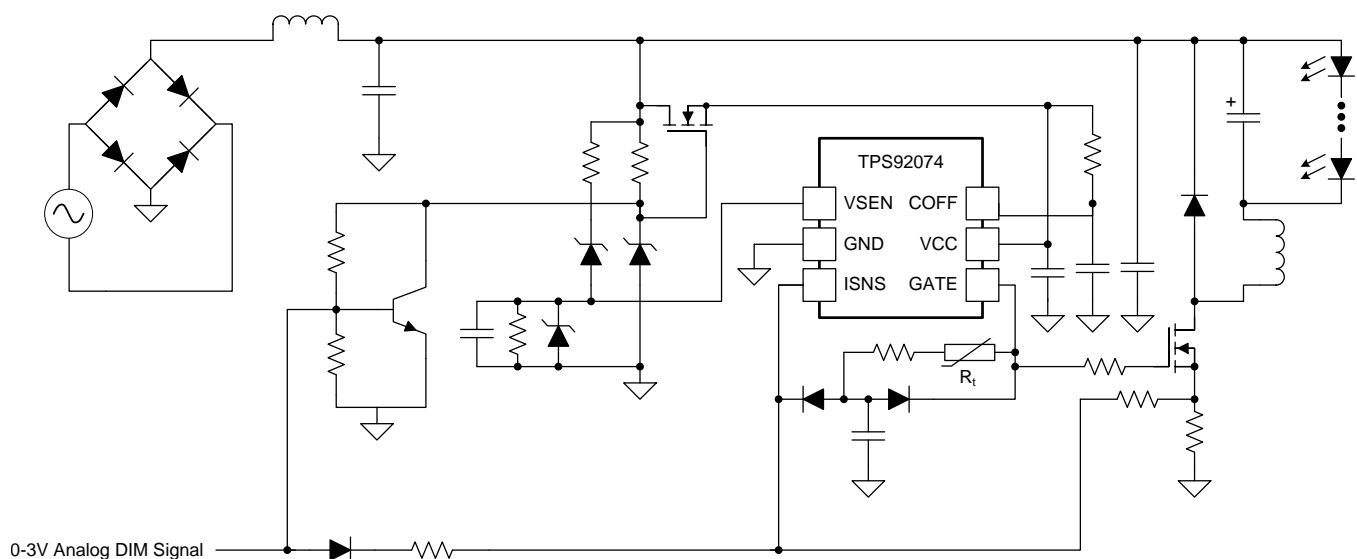 TPS92074
VSEN COFF
GND VCC
ISNS GATE
+
Rt
0-3V Analog DIM Signal